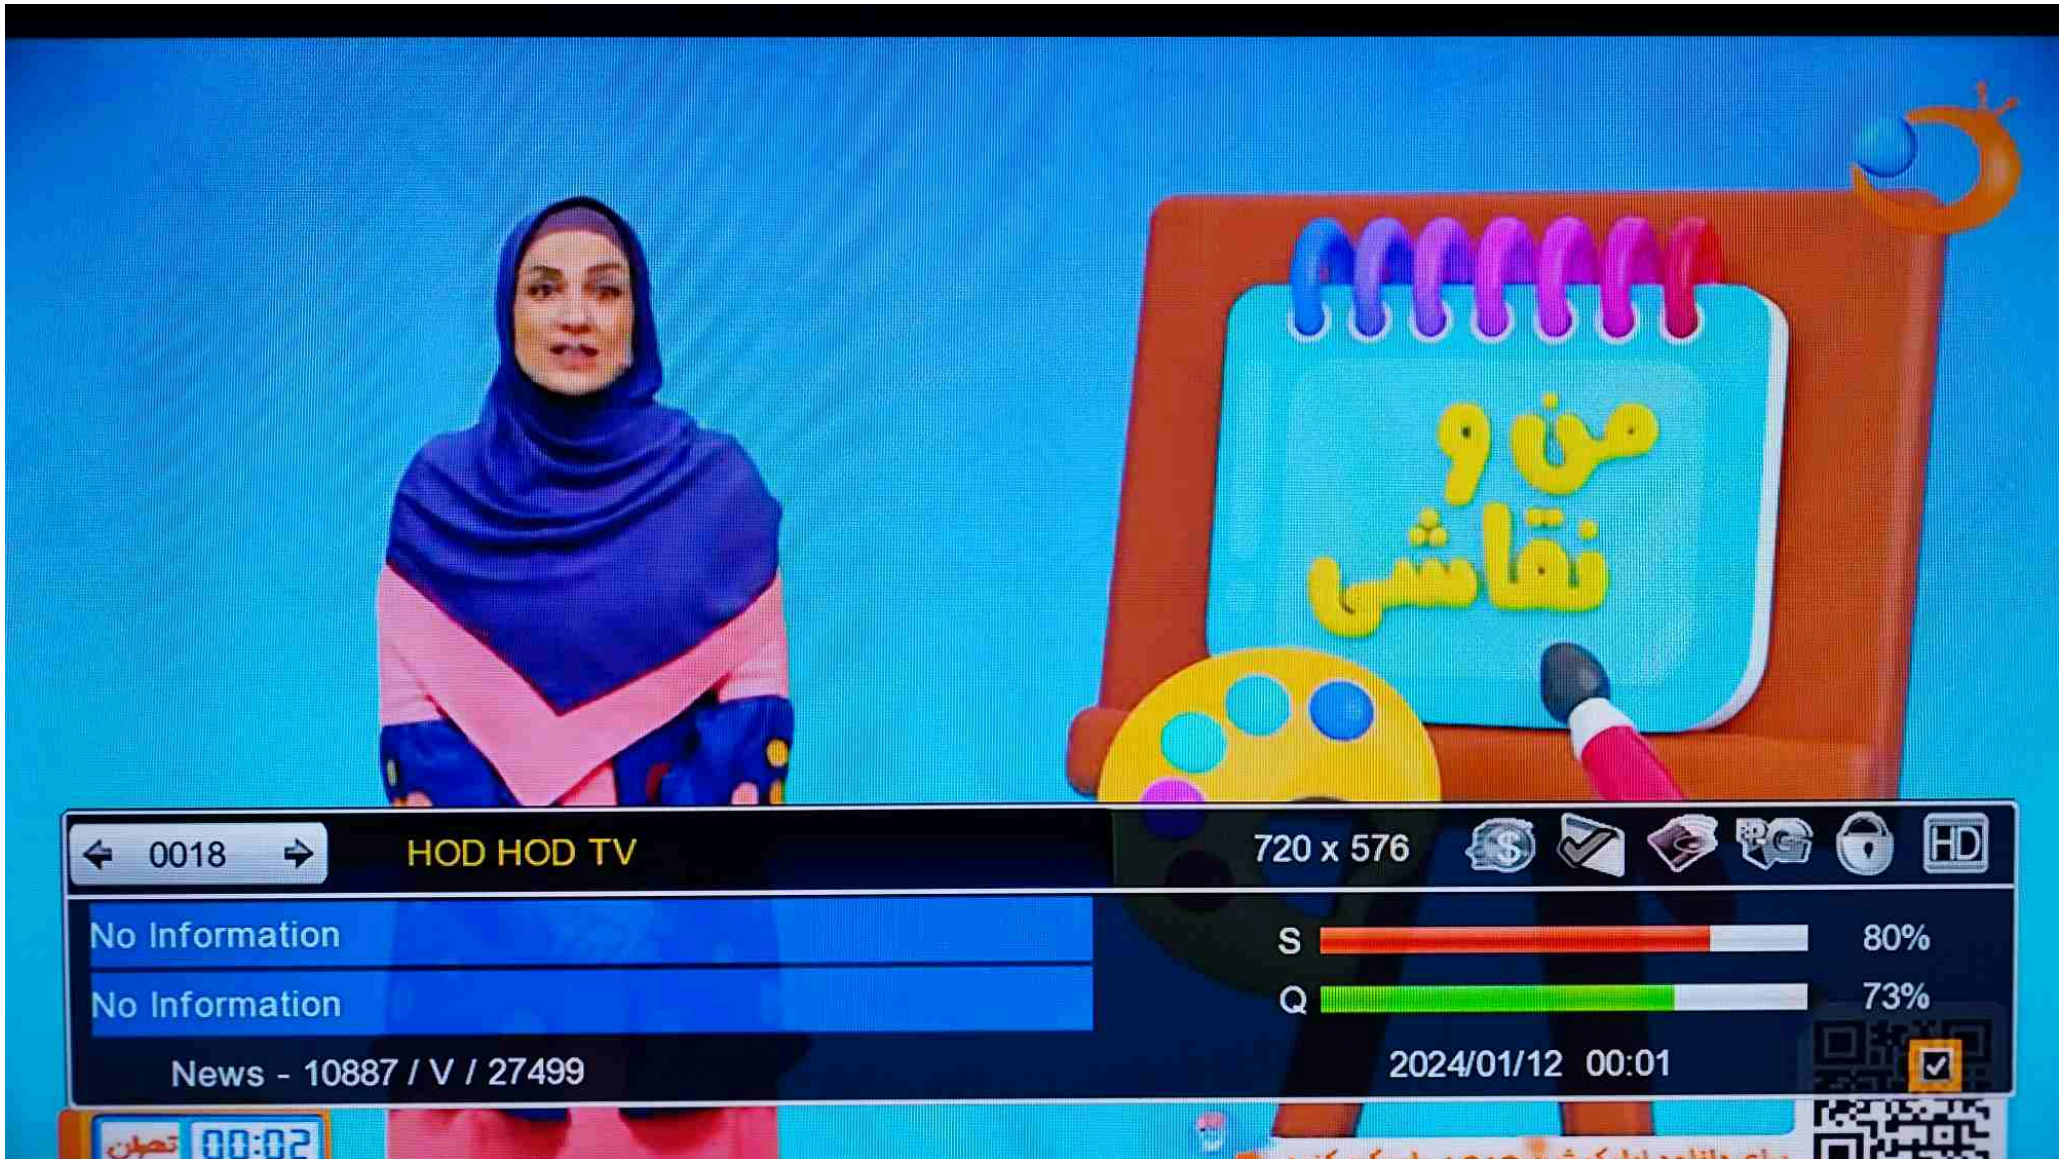 من و
نقاشی
0018
HOD HOD TV
720 x 576
HD
No Information
S
80%
No Information
Q
73%
News - 10887 / V / 27499
2024/01/12 00:01
تهران
00:02